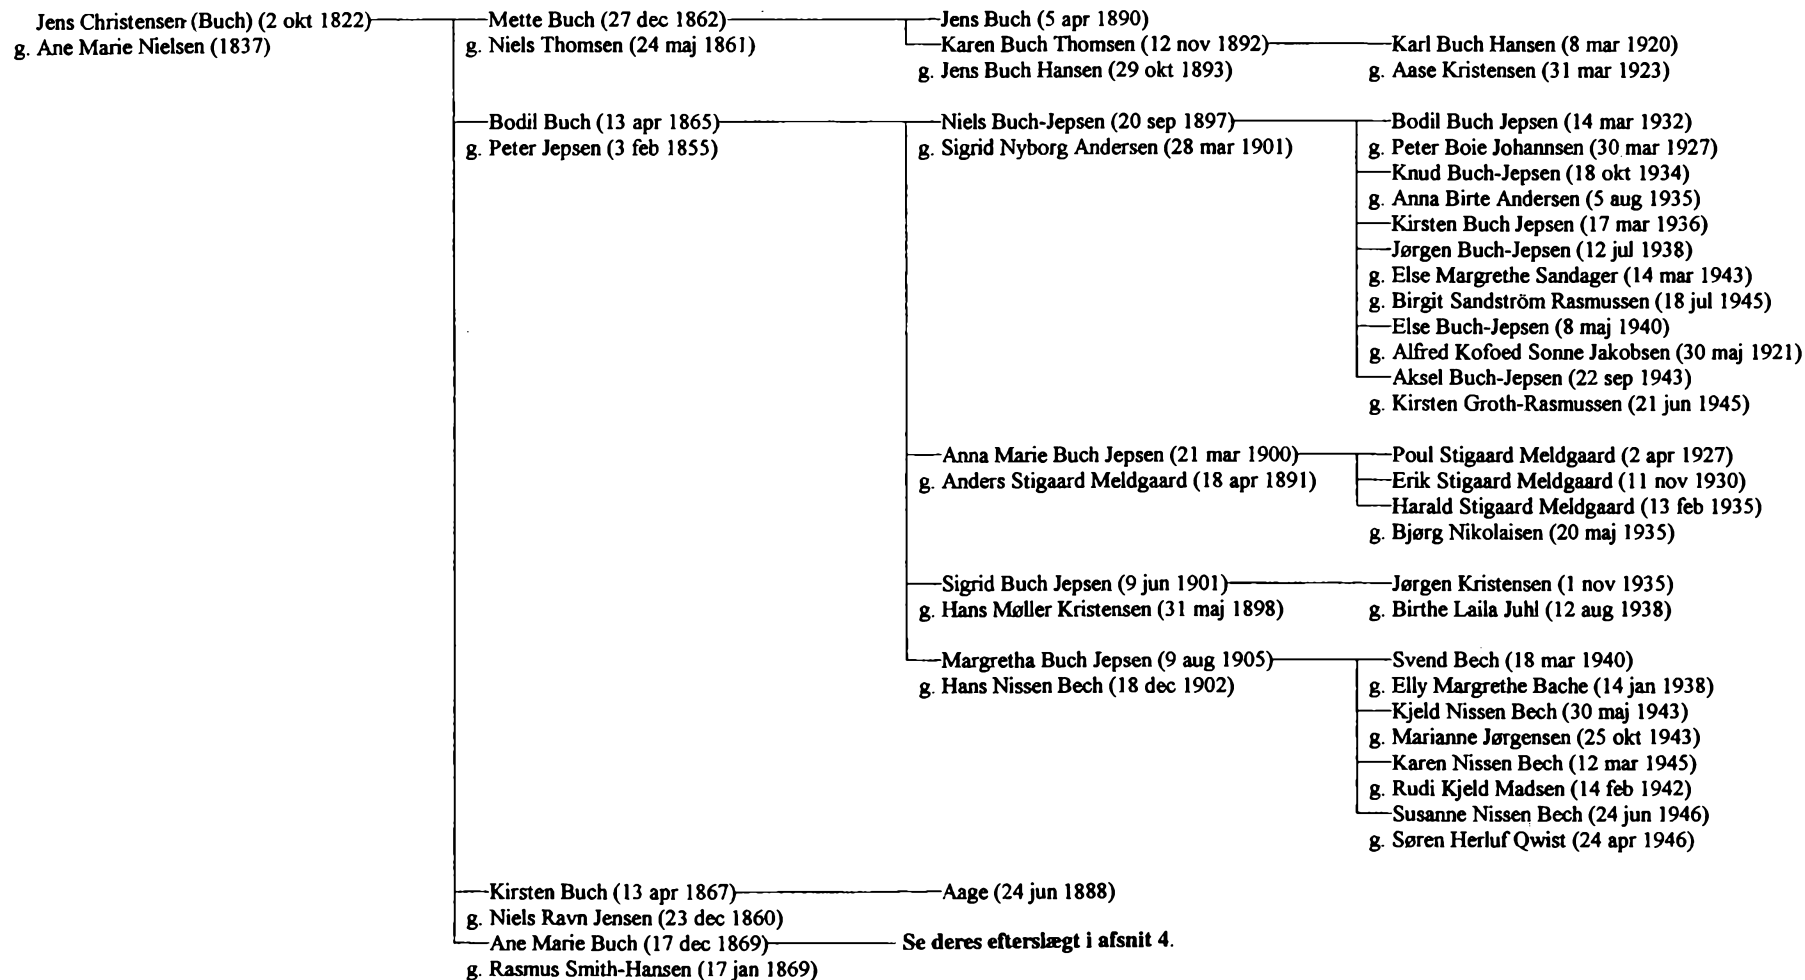 Jens Christensen (Buch) (2 okt 1822)
g. Ane Marie Nielsen (1837)
Mette Buch (27 dec 1862)
g. Niels Thomsen (24 maj 1861)
Jens Buch (5 apr 1890)
Karen Buch Thomsen (12 nov 1892)
g. Jens Buch Hansen (29 okt 1893)
Karl Buch Hansen (8 mar 1920)
g. Aase Kristensen (31 mar 1923)
Bodil Buch (13 apr 1865)
g. Peter Jepsen (3 feb 1855)
Niels Buch-Jepsen (20 sep 1897)
g. Sigrid Nyborg Andersen (28 mar 1901)
Bodil Buch Jepsen (14 mar 1932)
g. Peter Boie Johannsen (30 mar 1927)
Knud Buch-Jepsen (18 okt 1934)
g. Anna Birte Andersen (5 aug 1935)
Kirsten Buch Jepsen (17 mar 1936)
Jørgen Buch-Jepsen (12 jul 1938)
g. Else Margrethe Sandager (14 mar 1943)
g. Birgit Sandström Rasmussen (18 jul 1945)
Else Buch-Jepsen (8 maj 1940)
g. Alfred Kofoed Sonne Jakobsen (30 maj 1921)
Aksel Buch-Jepsen (22 sep 1943)
g. Kirsten Groth-Rasmussen (21 jun 1945)
Anna Marie Buch Jepsen (21 mar 1900)
g. Anders Stigaard Meldgaard (18 apr 1891)
Poul Stigaard Meldgaard (2 apr 1927)
Erik Stigaard Meldgaard (11 nov 1930)
Harald Stigaard Meldgaard (13 feb 1935)
g. Bjørg Nikolaisen (20 maj 1935)
Sigrid Buch Jepsen (9 jun 1901)
g. Hans Møller Kristensen (31 maj 1898)
Jørgen Kristensen (1 nov 1935)
g. Birthe Laila Juhl (12 aug 1938)
Margretha Buch Jepsen (9 aug 1905)
g. Hans Nissen Bech (18 dec 1902)
Svend Bech (18 mar 1940)
g. Elly Margrethe Bache (14 jan 1938)
Kjeld Nissen Bech (30 maj 1943)
g. Marianne Jørgensen (25 okt 1943)
Karen Nissen Bech (12 mar 1945)
g. Rudi Kjeld Madsen (14 feb 1942)
Susanne Nissen Bech (24 jun 1946)
g. Søren Herluf Qwist (24 apr 1946)
Kirsten Buch (13 apr 1867)
g. Niels Ravn Jensen (23 dec 1860)
Aage (24 jun 1888)
Ane Marie Buch (17 dec 1869)
g. Rasmus Smith-Hansen (17 jan 1869)
Se deres efterslægt i afsnit 4.